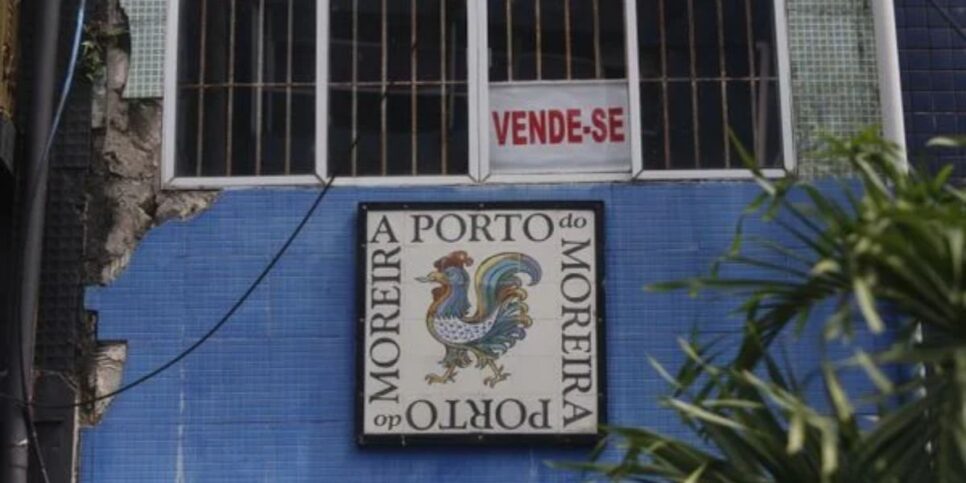 VENDE-SE
A PORTO do
MOREIRA
PORTO do
MOREIRA